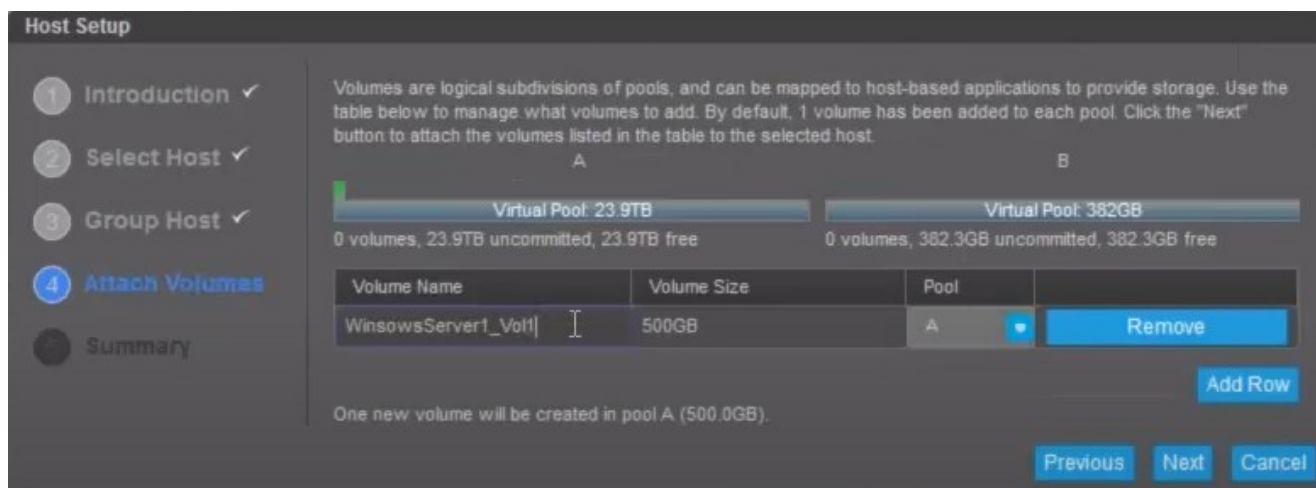 Host Setup
1 Introduction ✓
2 Select Host ✓
3 Group Host ✓
4 Attach Volumes
Summary
Volumes are logical subdivisions of pools, and can be mapped to host-based applications to provide storage. Use the
table below to manage what volumes to add. By default, 1 volume has been added to each pool. Click the "Next"
button to attach the volumes listed in the table to the selected host.
A
B
Virtual Pool: 23.9TB
Virtual Pool: 382GB
0 volumes, 23.9TB uncommitted, 23.9TB free
0 volumes, 382.3GB uncommitted, 382.3GB free
Volume Name Volume Size Pool
WinsowsServer1_Vol1 500GB A Remove
Add Row
One new volume will be created in pool A (500.0GB).
Previous Next Cancel